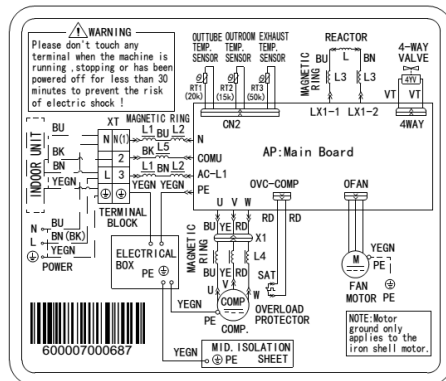 WARNING
Please don't touch any
terminal when the machine is
running ,stopping or has been
powered off for less than 30
minutes to prevent the risk
of electric shock !
OUTTUBE OUTROOM EXHAUST
TEMP. TEMP. TEMP.
SENSOR SENSOR SENSOR
RT1 RT2 RT3
(20k) (15k) (50k)
CN2
REACTOR
BU L BN
MAGNETIC RING
L3 L3
LX1-1 LX1-2
4-WAY
VALVE
4YV
VT VT
4WAY
INDOOR UNIT
BU
BK
BN
YEGN
XT MAGNETIC RING
N N(1) L1 BU L2 N
2 BK L5 COMU
L 3 L1 BN L2 AC-L1
YEGN YEGN PE
AP:Main Board
TERMINAL
BLOCK
N BU
L BN(BK)
YEGN
POWER
ELECTRICAL
BOX
PE
YEGN
U V W
BU YE RD
MAGNETIC
RING
X1
L4
BU YE RD
U V W
COMP
PE
COMP.
OVC-COMP
RD RD
SAT
OVERLOAD
PROTECTOR
OFAN
M
YEGN
PE
FAN
MOTOR PE
600007000687
YEGN PE
MID. ISOLATION
SHEET
NOTE:Motor
ground only
applies to the
iron shell motor.